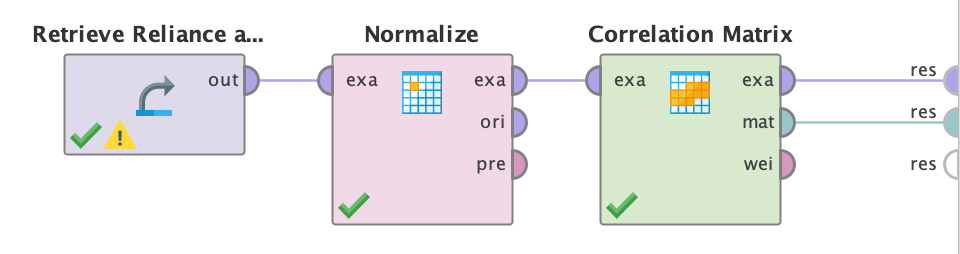 Retrieve Reliance a...
Normalize
Correlation Matrix
out
exa
exa
ori
pre
exa
exa
mat
wei
res
res
res